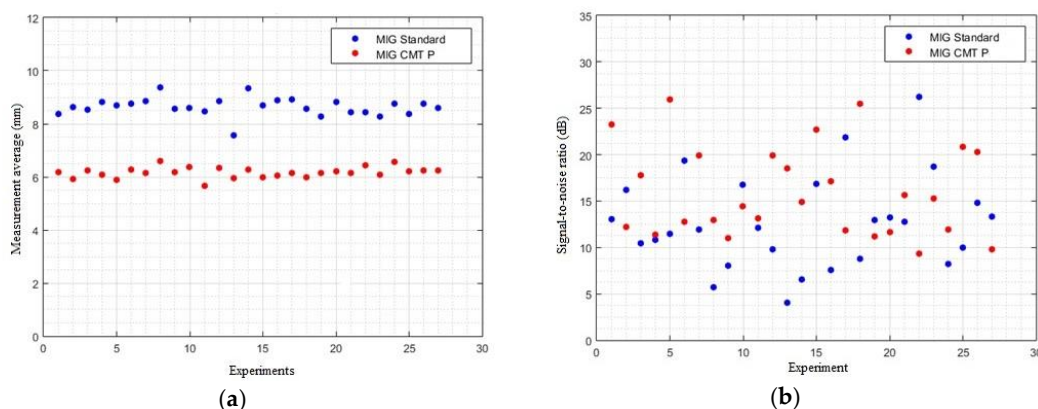 12
10
8
6
4
2
0
0 5 10 15 20 25 30
Measurement average (mm)
Experiments
MIG Standard
MIG CMT P
(a)
35
30
25
20
15
10
5
0
0 5 10 15 20 25 30
Signal-to-noise ratio (dB)
Experiment
MIG Standard
MIG CMT P
(b)